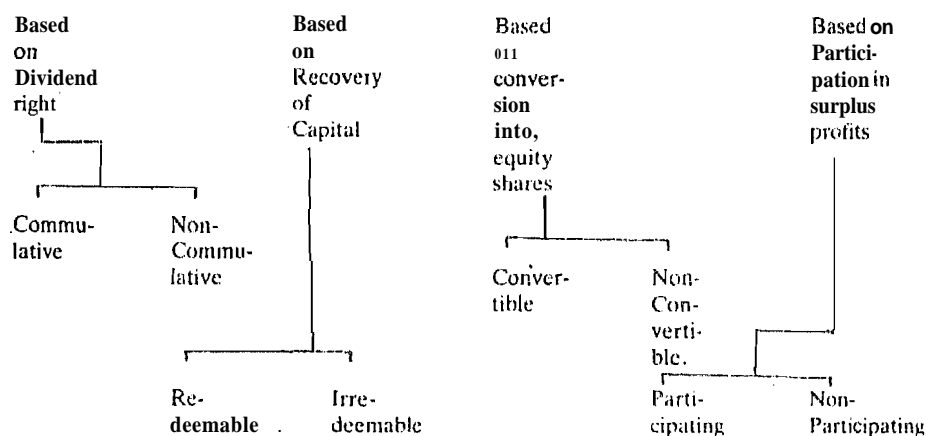 Based
on
Dividend
right
Based
on
Recovery
of
Capital
Based
011
conver-
sion
into,
equity
shares
Based on
Partici-
pation in
surplus
profits
.Commu-
lative
Non-
Commu-
lative
Conver-
tible
Non-
Con-
verti-
ble.
Re-
deemable .
Irre-
deemable
Parti-
cipating
Non-
Participating